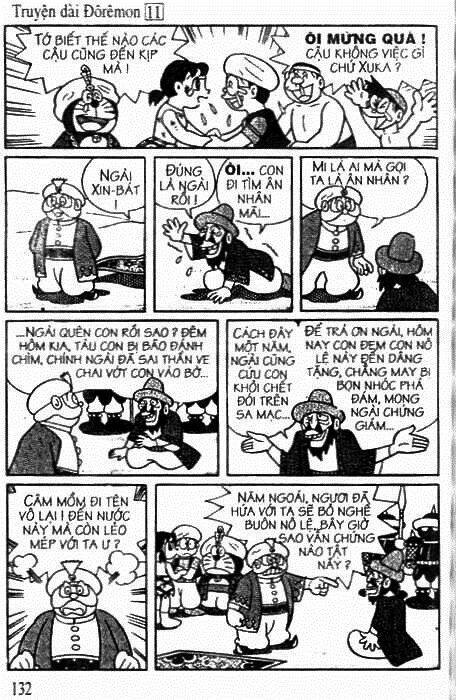 Truyện dài Đôrêmon 11
TỚ BIẾT THẾ NÀO CÁC
CẬU CŨNG ĐẾN KỊP
MÀ !
ÔI MỪNG QUÁ !
CẬU KHÔNG VIỆC GÌ
CHỨ XUKA ?
NGÀI
XIN-BÁT
!
ĐÚNG
LÀ NGÀI
RỒI !
ÔI... CON
ĐI TÌM ÂN
NHÂN
MÃI...
MI LÀ AI MÀ GỌI
TA LÀ ÂN NHÂN ?
...NGÀI QUÊN CON RỒI SAO ? ĐÊM
HÔM KIA, TÀU CON BỊ BÃO ĐÁNH
CHÌM, CHÍNH NGÀI ĐÃ SAI THẦN VE
CHAI VỚT CON VÀO BỜ...
CÁCH ĐÂY
MỘT NĂM,
NGÀI CŨNG
CỨU CON
KHỎI CHẾT
ĐÓI TRÊN
SA MẠC...
ĐỂ TRẢ ƠN NGÀI, HÔM
NAY CON ĐEM CON NÔ
LỆ NÀY ĐẾN DÂNG
TẶNG, CHẲNG MAY BỊ
BỌN NHÓC PHÁ
ĐÁM, MONG
NGÀI CHỨNG
GIÁM...
CÂM MỒM ĐI TÊN
VÔ LẠI ! ĐẾN NƯỚC
NÀY MÀ CÒN LẺO
MÉP VỚI TA Ư ?
NĂM NGOÁI, NGƯƠI ĐÃ
HỨA VỚI TA SẼ BỎ NGHỀ
BUÔN NÔ LỆ, BÂY GIỜ
SAO VẪN CHỨNG
NÀO TẬT
NẤY ?
132